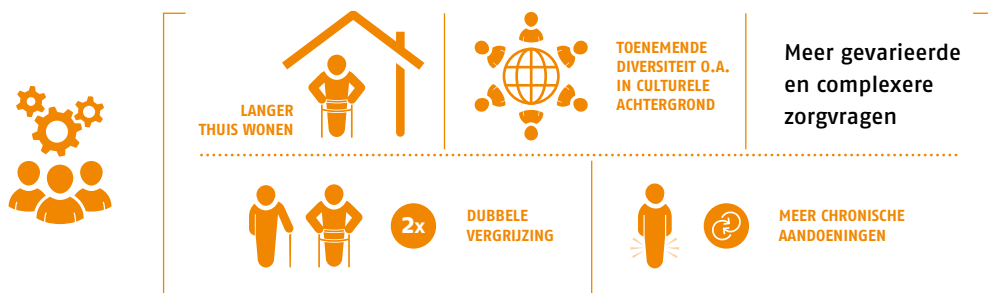 LANGER
THUIS WONEN
TOENEMENDE
DIVERSITEIT O.A.
IN CULTURELE
ACHTERGROND
Meer gevarieerde
en complexere
zorgvragen
2x
DUBBELE
VERGRIJZING
MEER CHRONISCHE
AANDOENINGEN